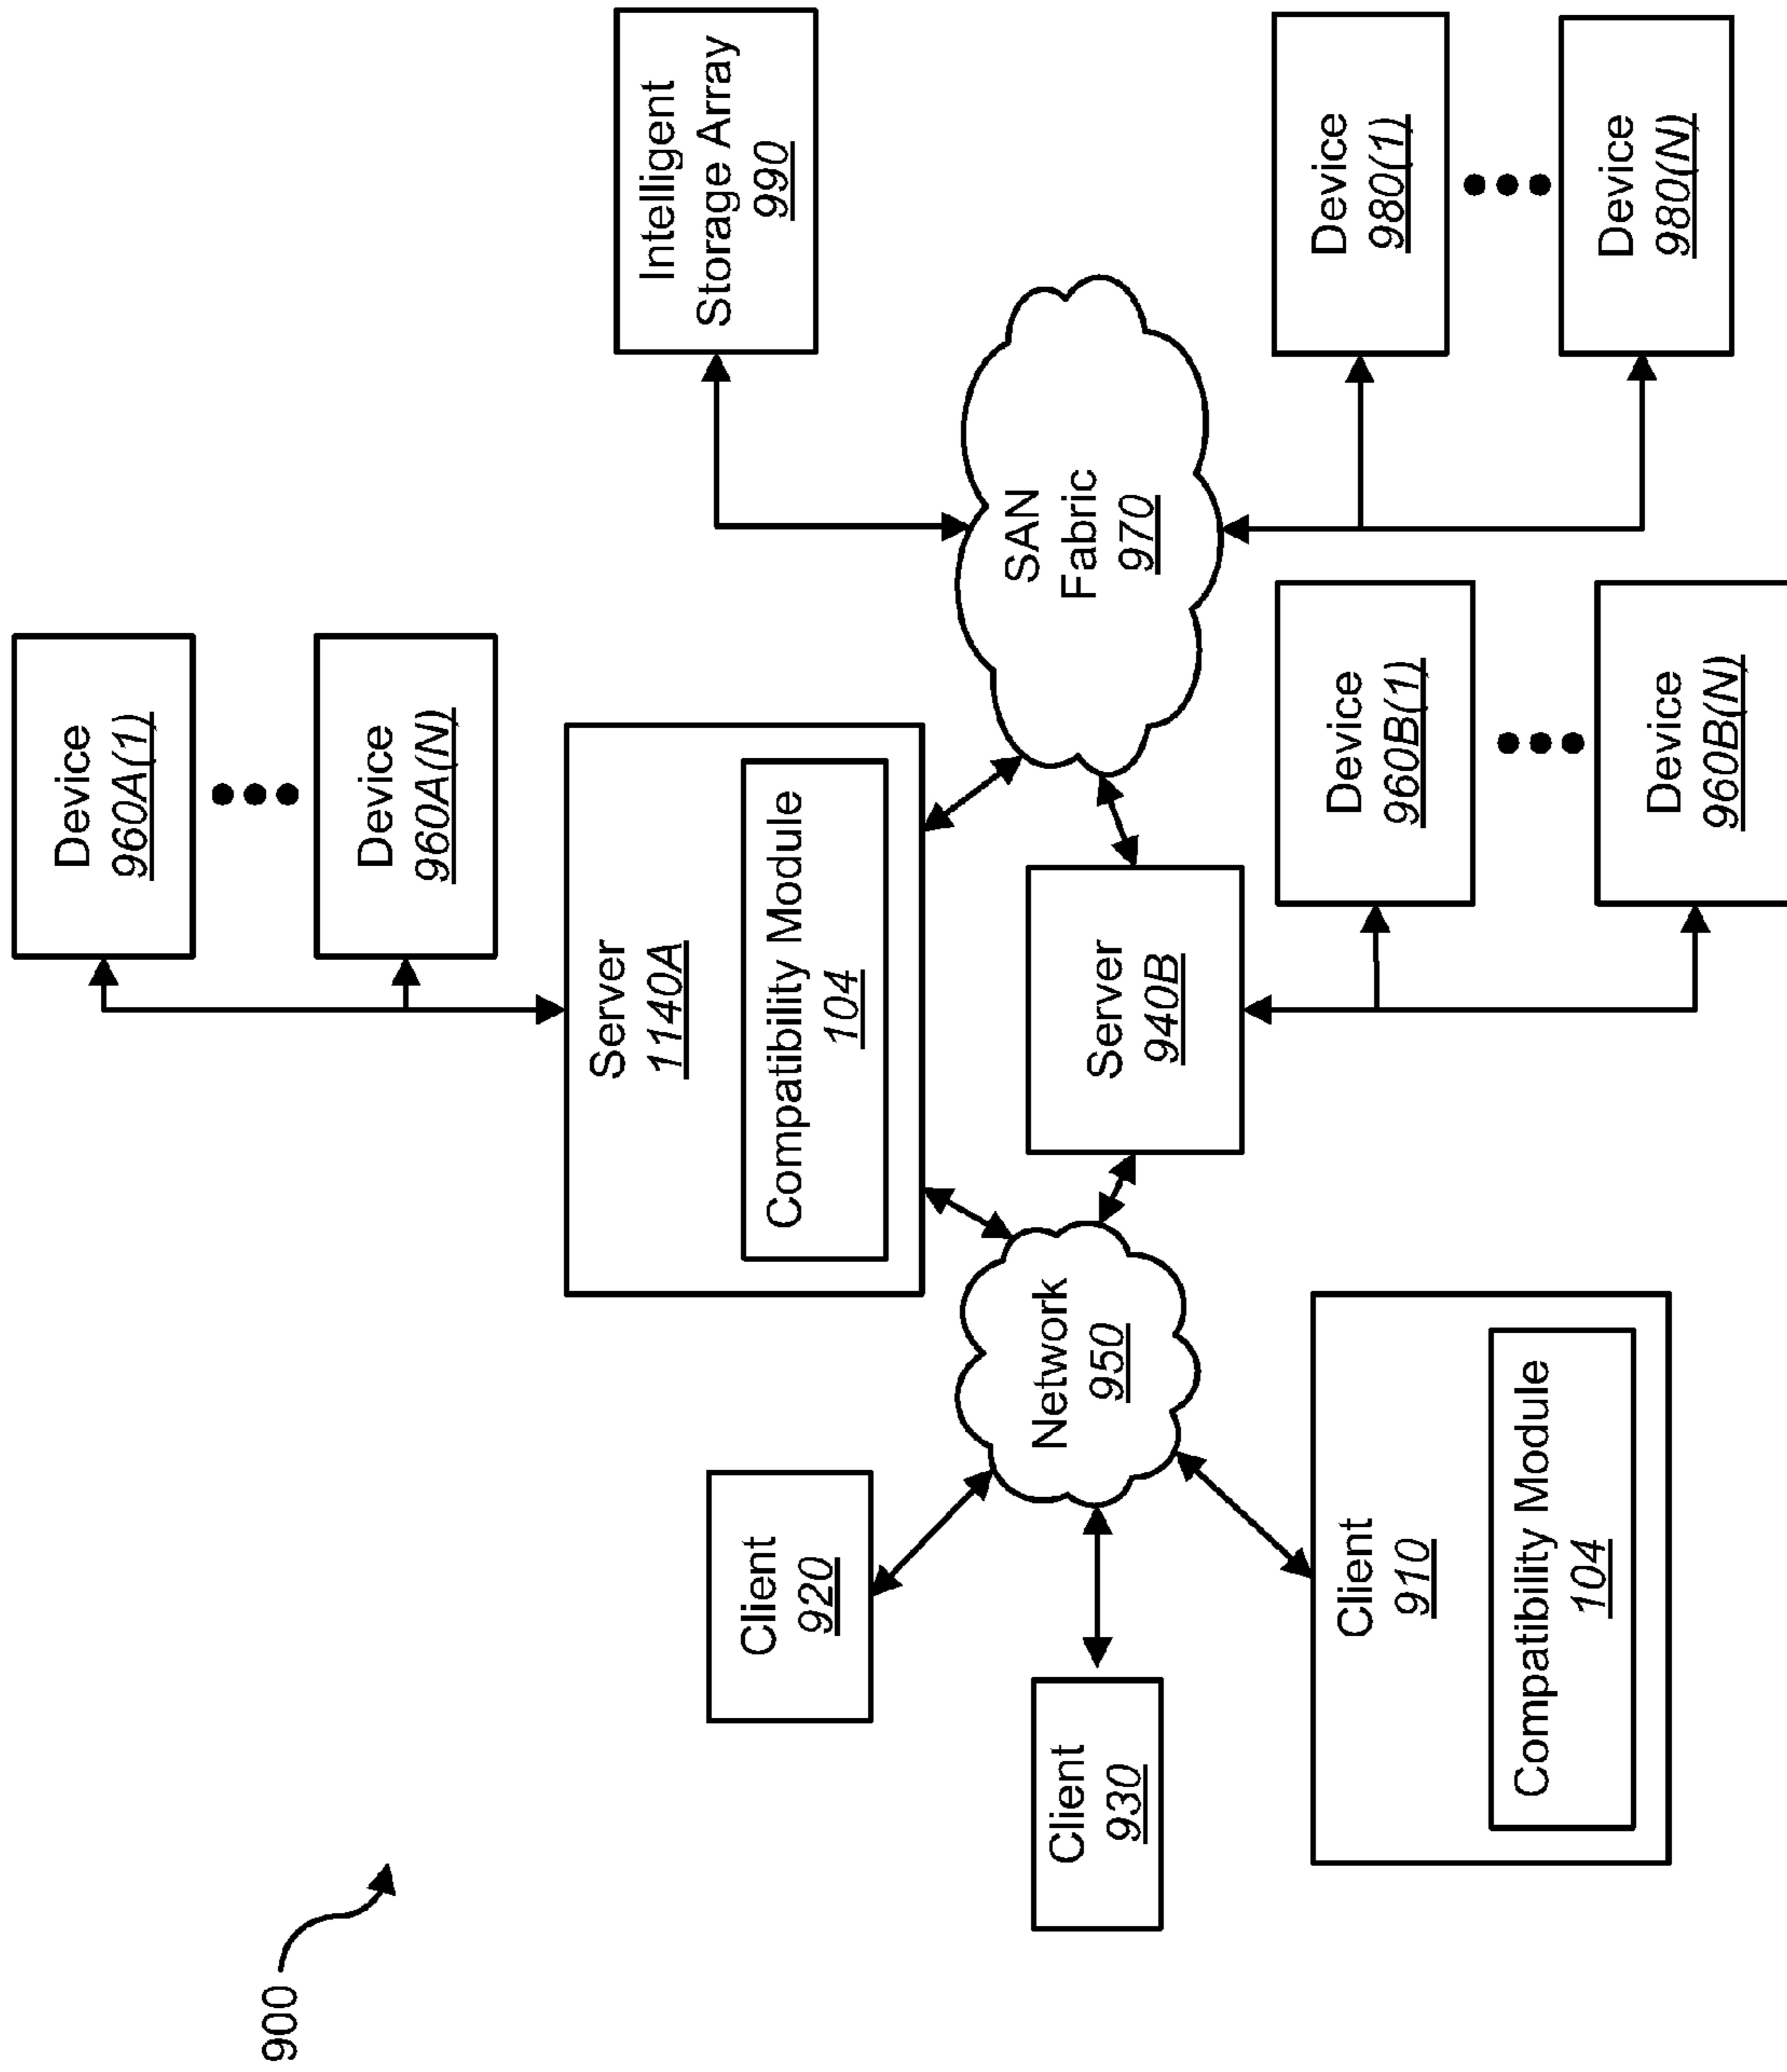 900
Device
960A(1)
Device
960A(N)
Server
1140A
Compatibility Module
104
Intelligent
Storage Array
990
Client
920
Client
930
Client
910
Compatibility Module
104
Network
950
Server
940B
SAN
Fabric
970
Device
960B(1)
Device
960B(N)
Device
980(1)
Device
980(N)